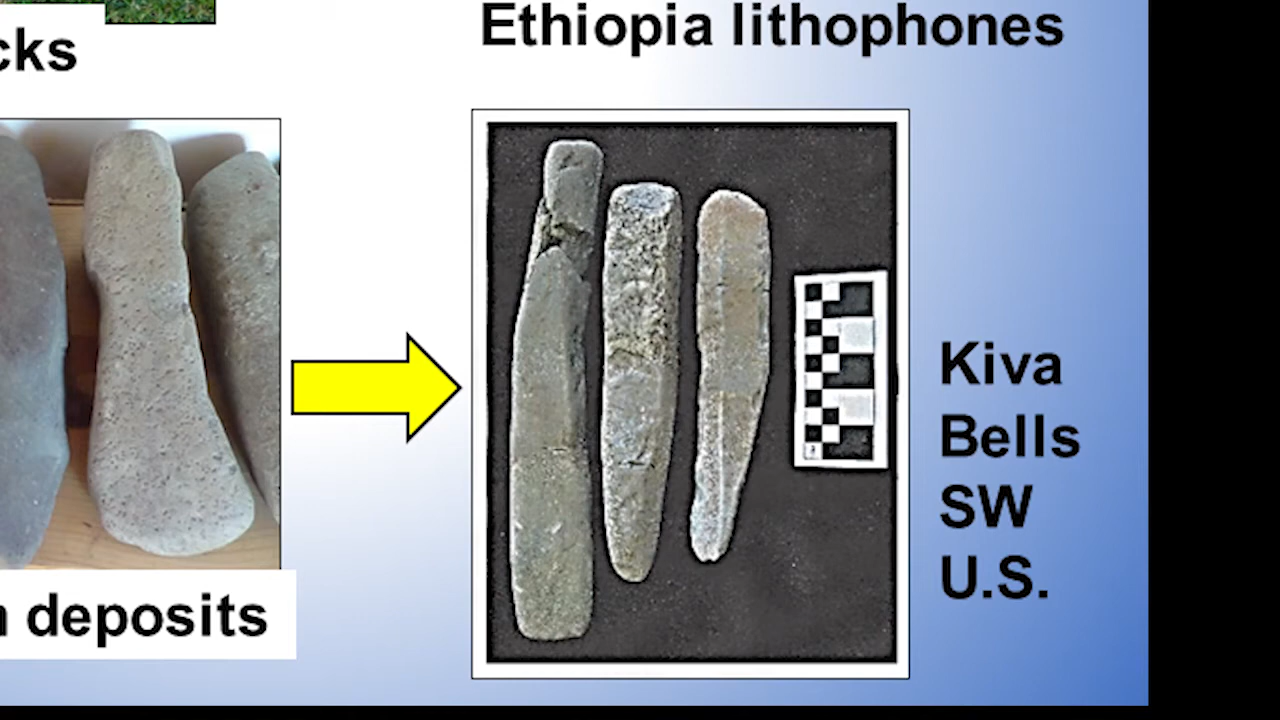 Ethiopia lithophones
cks
Kiva
Bells
SW
U.S.
deposits